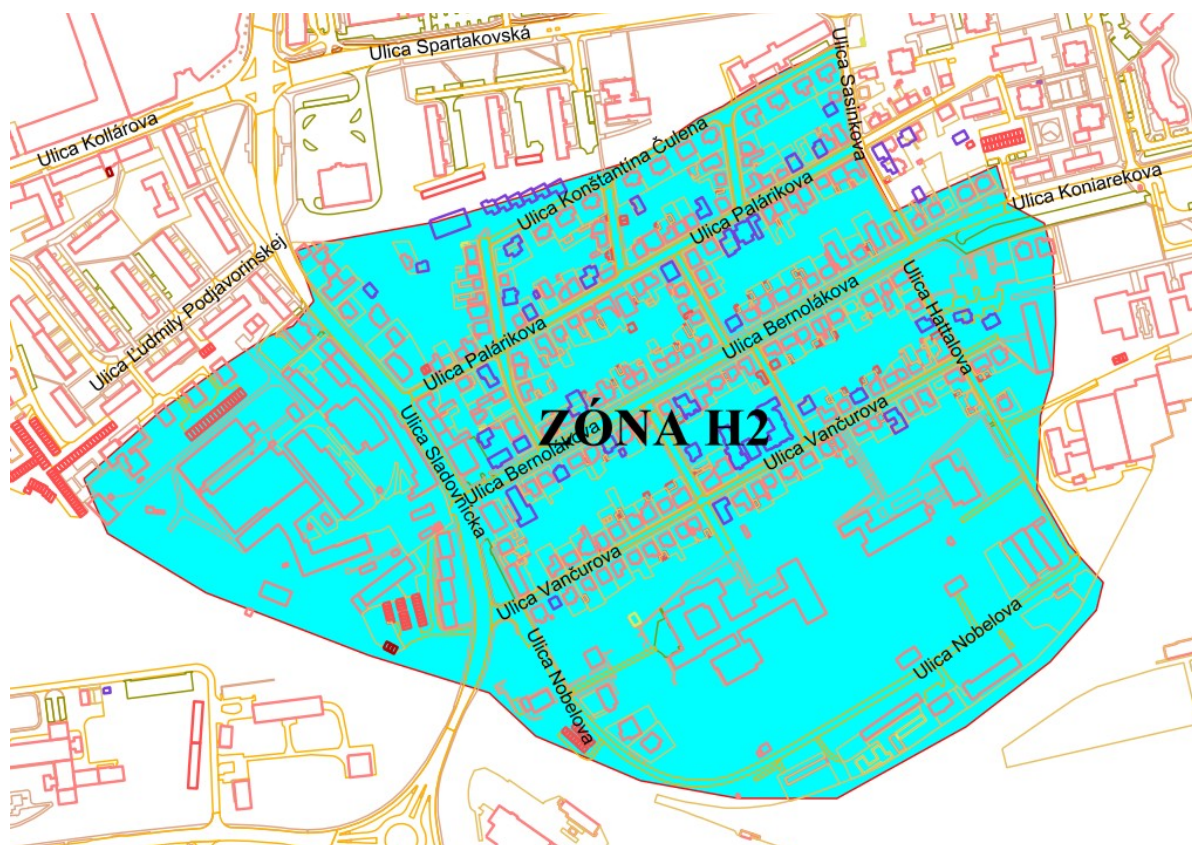 Ulica Spartakovská
Ulica Kollárova
Ulica Sasinkova
Ulica Konštantína Čulena
Ulica Koniarekova
Ulica Palárikova
Ulica Ľudmily Podjavorinskej
Ulica Bernolákova
Ulica Hattalova
Ulica Palárikova
Ulica Sladovnícka
ZÓNA H2
Ulica Bernolákova
Ulica Vančurova
Ulica Vančurova
Ulica Nobelova
Ulica Nobelova